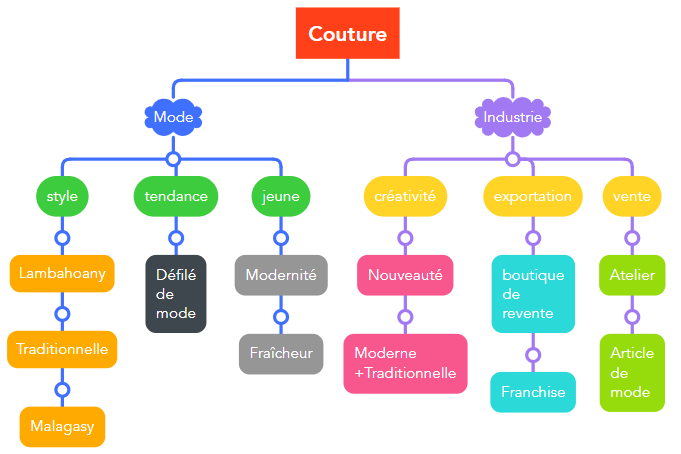 Couture
Mode
Industrie
style
tendance
jeune
créativité
exportation
vente
Lambahoany
Défilé
de
mode
Modernité
Nouveauté
boutique
de
revente
Atelier
Traditionnelle
Fraîcheur
Moderne
+Traditionnelle
Franchise
Article
de
mode
Malagasy